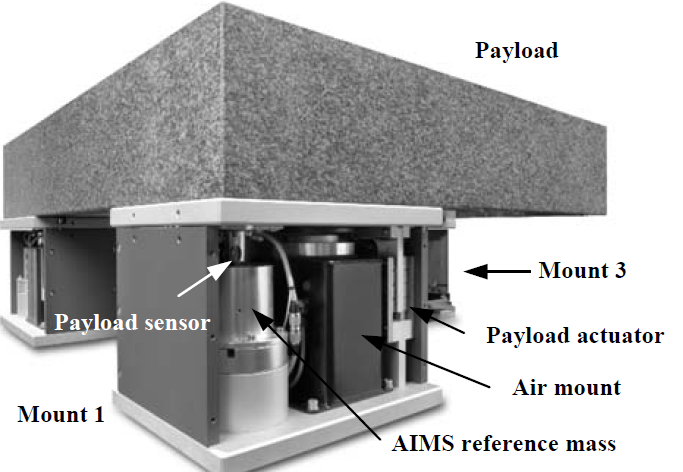 Payload
Mount 3
Payload sensor
Payload actuator
Air mount
Mount 1
AIMS reference mass